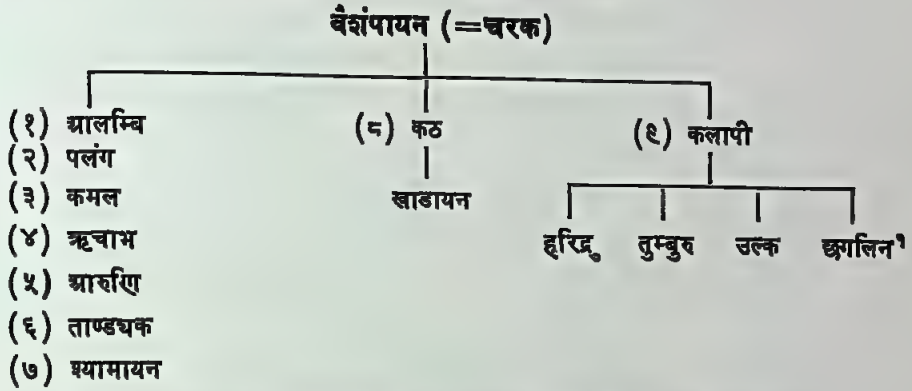 वैशंपायन (=चरक)
(१) आलम्बि (८) कठ (९) कलापी
(२) पलंग
(३) कमल खाडायन
(४) ऋचाभ हरिद्रु तुम्बुरु उल्क छगलिन१
(५) आरुणि
(६) ताण्ड्यक
(७) श्यामायन